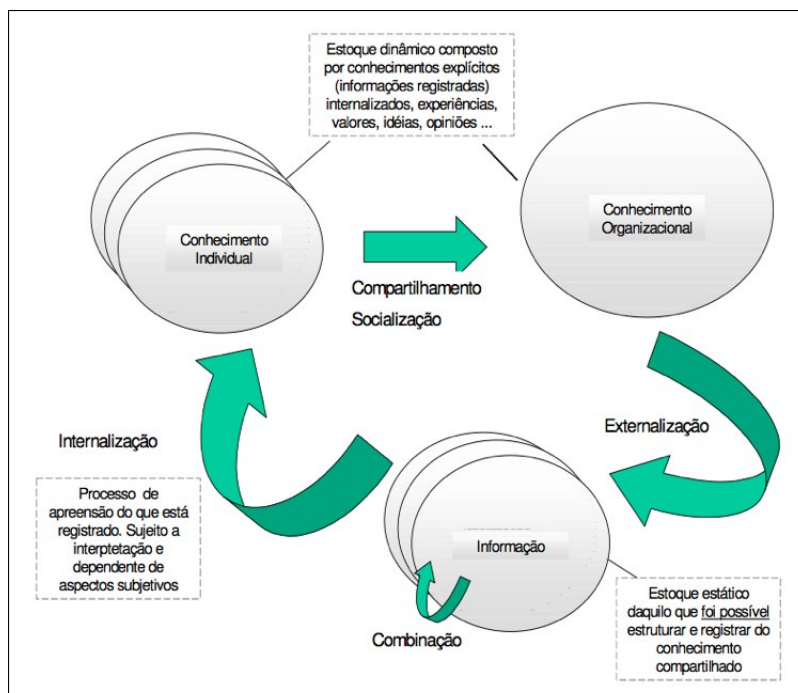 Estoque dinâmico composto
por conhecimentos explícitos
(informações registradas)
internalizados, experiências,
valores, idéias, opiniões ...
Conhecimento
Individual
Conhecimento
Organizacional
Compartilhamento
Socialização
Internalização
Externalização
Processo de
apreensão do que está
registrado. Sujeito a
interptetação e
dependente de
aspectos subjetivos
Informação
Combinação
Estoque estático
daquilo que foi possível
estruturar e registrar do
conhecimento
compartilhado